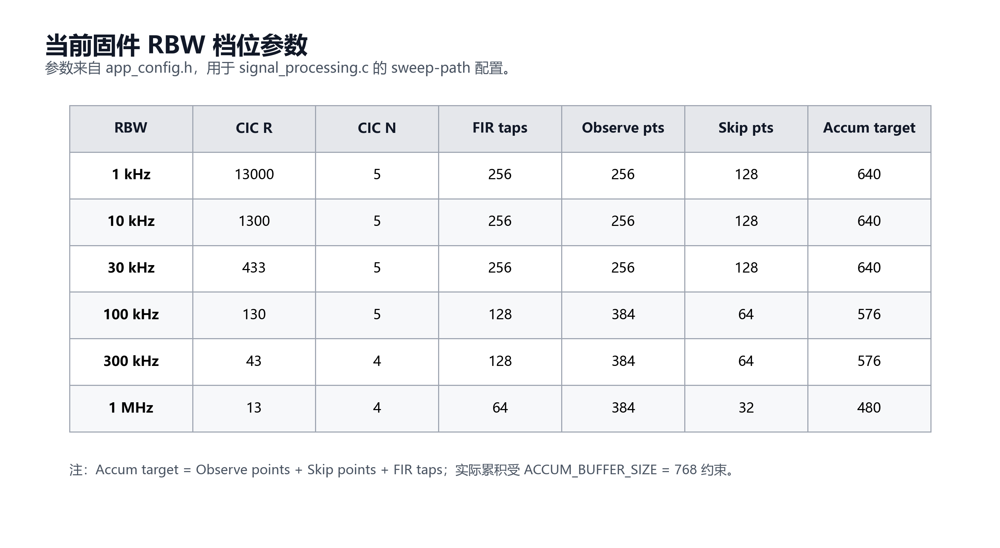 当前固件 RBW 档位参数
参数来自 app_config.h，用于 signal_processing.c 的 sweep-path 配置。
RBW CIC R CIC N FIR taps Observe pts Skip pts Accum target
1 kHz 13000 5 256 256 128 640
10 kHz 1300 5 256 256 128 640
30 kHz 433 5 256 256 128 640
100 kHz 130 5 128 384 64 576
300 kHz 43 4 128 384 64 576
1 MHz 13 4 64 384 32 480
注：Accum target = Observe points + Skip points + FIR taps；实际累积受 ACCUM_BUFFER_SIZE = 768 约束。